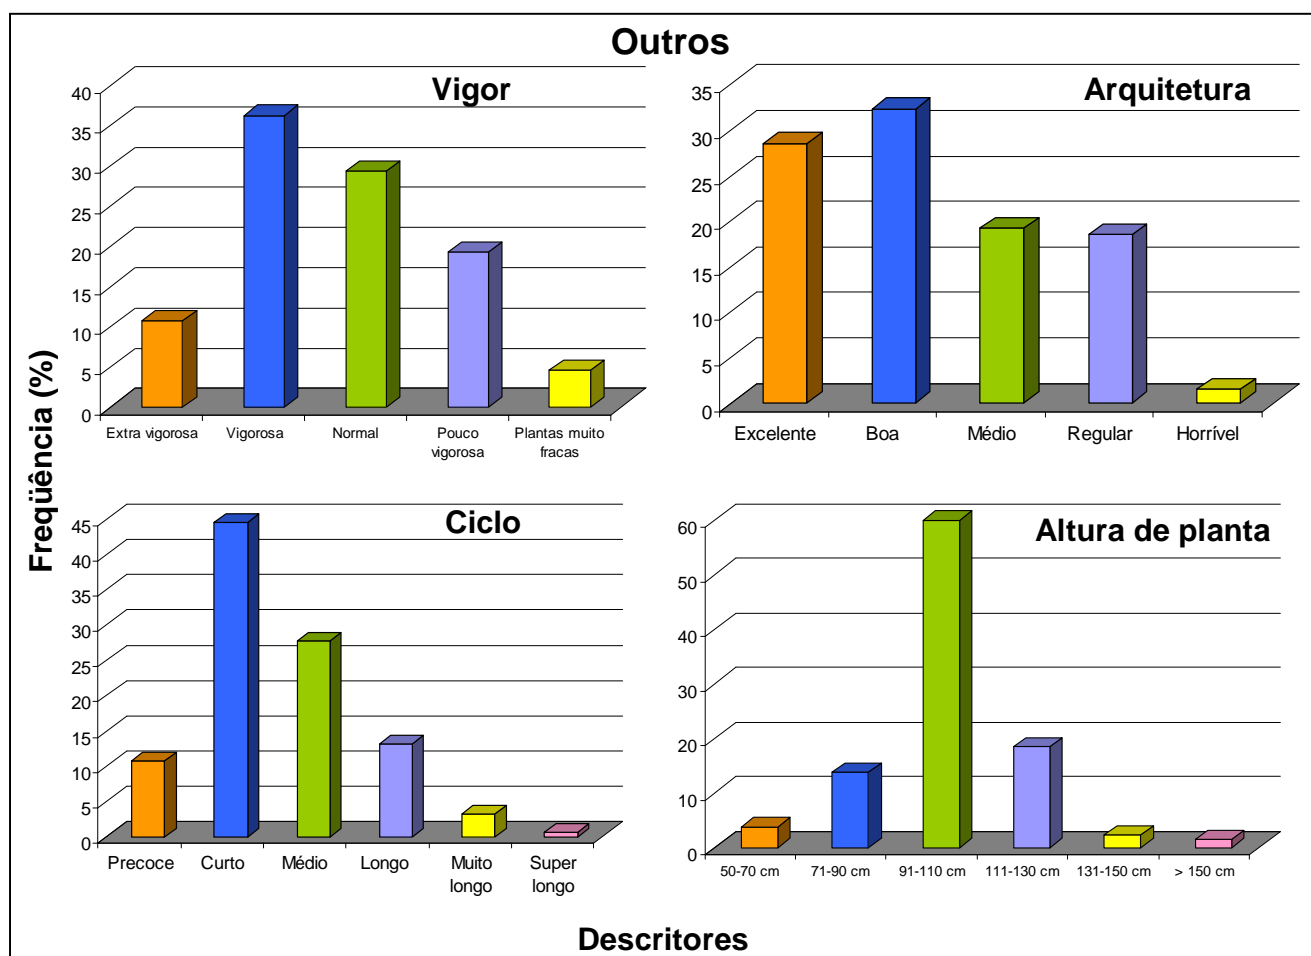 Outros
Vigor
40
35
30
25
20
15
10
5
0
Extra vigorosa
Vigorosa
Normal
Pouco
vigorosa
Plantas muito
fracas
Arquitetura
35
30
25
20
15
10
5
0
Excelente
Boa
Médio
Regular
Horrível
Freqüência (%)
Ciclo
45
40
35
30
25
20
15
10
5
0
Precoce
Curto
Médio
Longo
Muito
longo
Super
longo
Altura de planta
60
50
40
30
20
10
0
50-70 cm
71-90 cm
91-110 cm
111-130 cm
131-150 cm
> 150 cm
Descritores